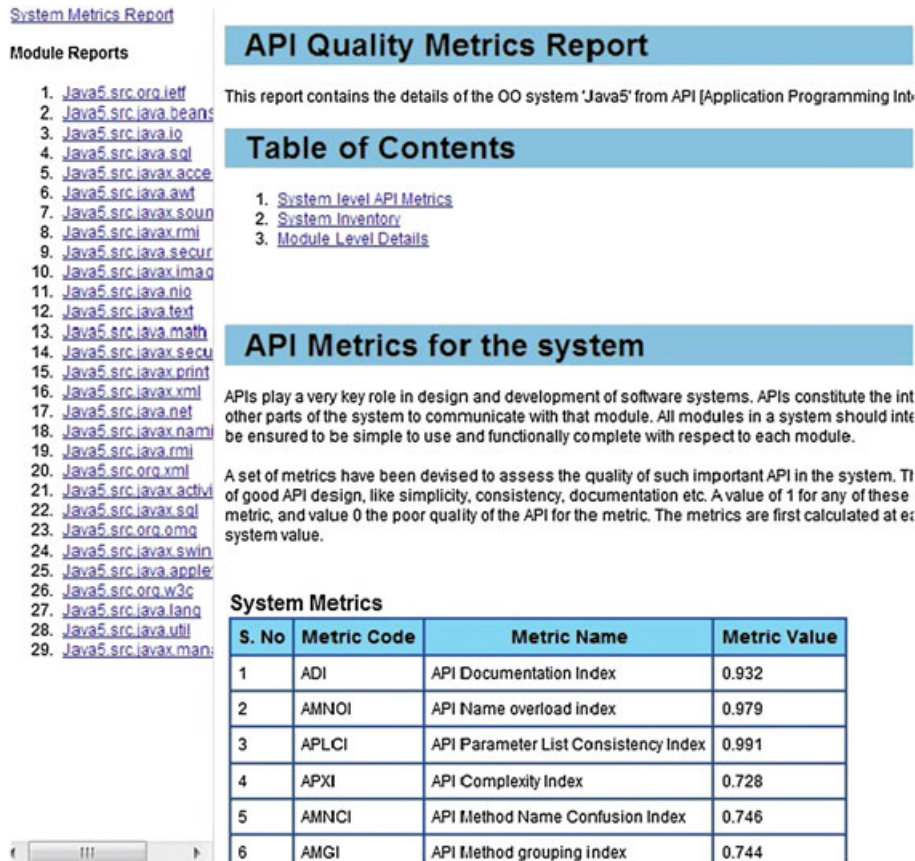 System Metrics Report
Module Reports
1. Java5.src.org.ietf
2. Java5.src.java.beans
3. Java5.src.java.io
4. Java5.src.java.sql
5. Java5.src.javax.acce
6. Java5.src.java.awt
7. Java5.src.javax.soun
8. Java5.src.javax.rmi
9. Java5.src.java.secur
10. Java5.src.javax.imag
11. Java5.src.java.nio
12. Java5.src.java.text
13. Java5.src.java.math
14. Java5.src.javax.secu
15. Java5.src.javax.print
16. Java5.src.javax.xml
17. Java5.src.java.net
18. Java5.src.javax.nami
19. Java5.src.java.rmi
20. Java5.src.org.xml
21. Java5.src.javax.activi
22. Java5.src.javax.sql
23. Java5.src.org.omg
24. Java5.src.javax.swin
25. Java5.src.java.applet
26. Java5.src.org.w3c
27. Java5.src.java.lang
28. Java5.src.java.util
29. Java5.src.javax.mana
API Quality Metrics Report
This report contains the details of the OO system 'Java5' from API [Application Programming Int
Table of Contents
1. System level API Metrics
2. System Inventory
3. Module Level Details
API Metrics for the system
APIs play a very key role in design and development of software systems. APIs constitute the int
other parts of the system to communicate with that module. All modules in a system should inte
be ensured to be simple to use and functionally complete with respect to each module.
A set of metrics have been devised to assess the quality of such important API in the system. Th
of good API design, like simplicity, consistency, documentation etc. A value of 1 for any of these
metric, and value 0 the poor quality of the API for the metric. The metrics are first calculated at ea
system value.
System Metrics
S. No Metric Code Metric Name Metric Value
1 ADI API Documentation Index 0.932
2 AMNOI API Name overload index 0.979
3 APLCI API Parameter List Consistency Index 0.991
4 APXI API Complexity Index 0.728
5 AMNCI API Method Name Confusion Index 0.746
6 AMGI API Method grouping index 0.744